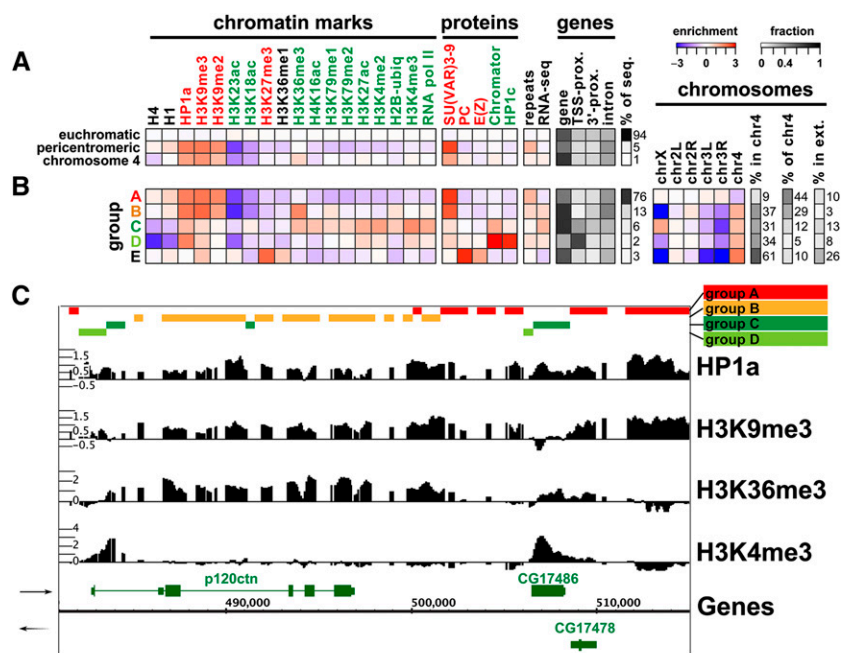 chromatin marks
proteins
genes
enrichment
-3 0 3
fraction
0 0.4 1
A
H4
H1
HP1a
H3K9me3
H3K9me2
H3K23ac
H3K18ac
H3K27me3
H3K36me1
H3K36me3
H4K16ac
H3K79me1
H3K79me2
H3K27ac
H3K4me2
H2B-ubiq
H3K4me3
RNA pol II
SU(VAR)3-9
PC
E(Z)
Chromator
HP1c
repeats
RNA-seq
gene
TSS-prox.
3'-prox.
intron
% of seq.
chromosomes
chrX
chr2L
chr2R
chr3L
chr3R
chr4
% in chr4
% of chr4
% in ext.
euchromatic 94
pericentromeric 5
chromosome 4 1
B
group
A 76 9 44 10
B 13 37 29 3
C 6 31 12 13
D 2 34 5 8
E 3 61 10 26
C
group A
group B
group C
group D
1.5
0.5
-0.5
HP1a
1.5
0.5
-0.5
H3K9me3
2
0
H3K36me3
4
2
0
H3K4me3
p120ctn
CG17486
490,000
500,000
510,000
Genes
CG17478